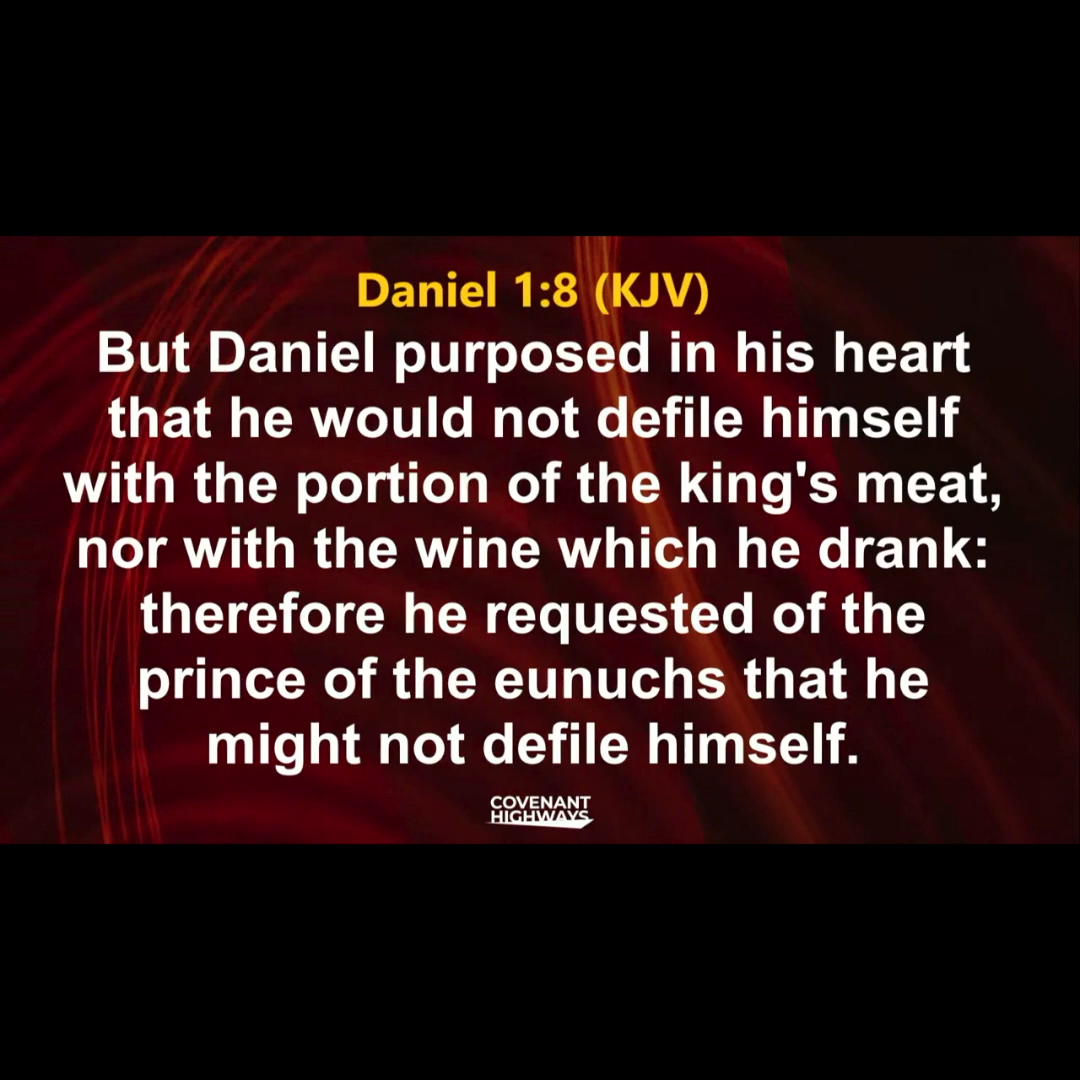 Daniel 1:8 (KJV)
But Daniel purposed in his heart
that he would not defile himself
with the portion of the king's meat,
nor with the wine which he drank:
therefore he requested of the
prince of the eunuchs that he
might not defile himself.
COVENANT
HIGHWAYS